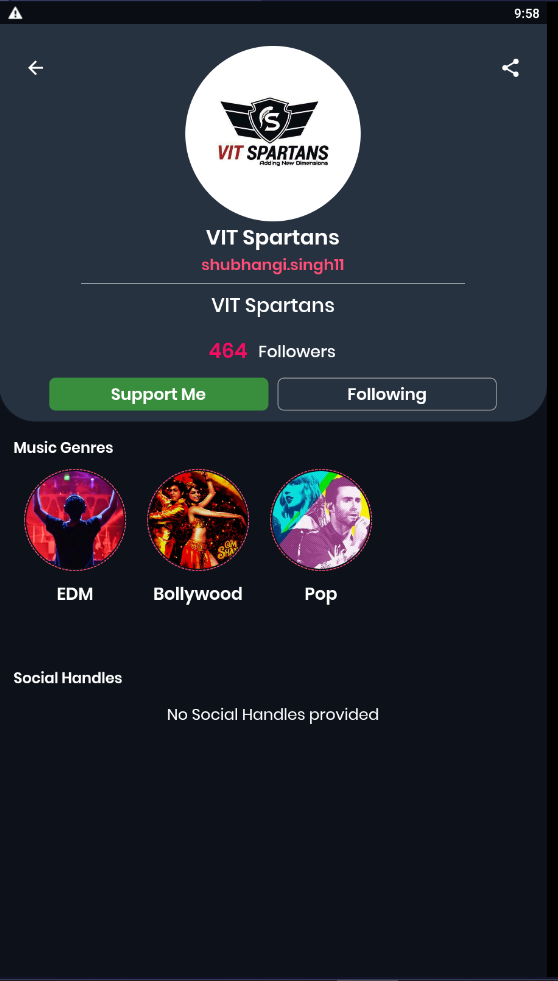 9:58
VIT SPARTANS
Adding New Dimensions
VIT Spartans
shubhangi.singh11
VIT Spartans
464 Followers
Support Me
Following
Music Genres
EDM
Bollywood
Pop
Social Handles
No Social Handles provided